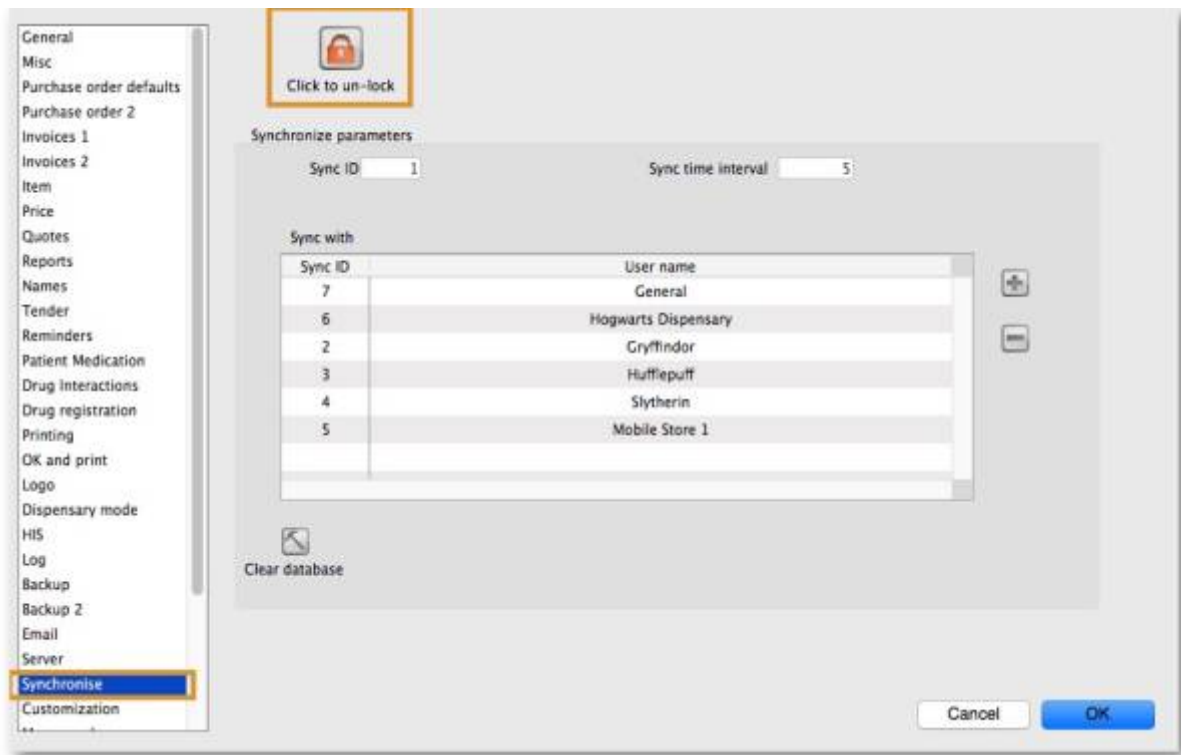 General
Misc
Purchase order defaults
Purchase order 2
Invoices 1
Invoices 2
Item
Price
Quotes
Reports
Names
Tender
Reminders
Patient Medication
Drug Interactions
Drug registration
Printing
OK and print
Logo
Dispensary mode
HIS
Log
Backup
Backup 2
Email
Server
Synchronise
Customization
Click to un-lock
Synchronize parameters
Sync ID 1 Sync time interval 5
Sync with
Sync ID User name
7 General
6 Hogwarts Dispensary
2 Gryffindor
3 Hufflepuff
4 Slytherin
5 Mobile Store 1
Clear database
Cancel OK